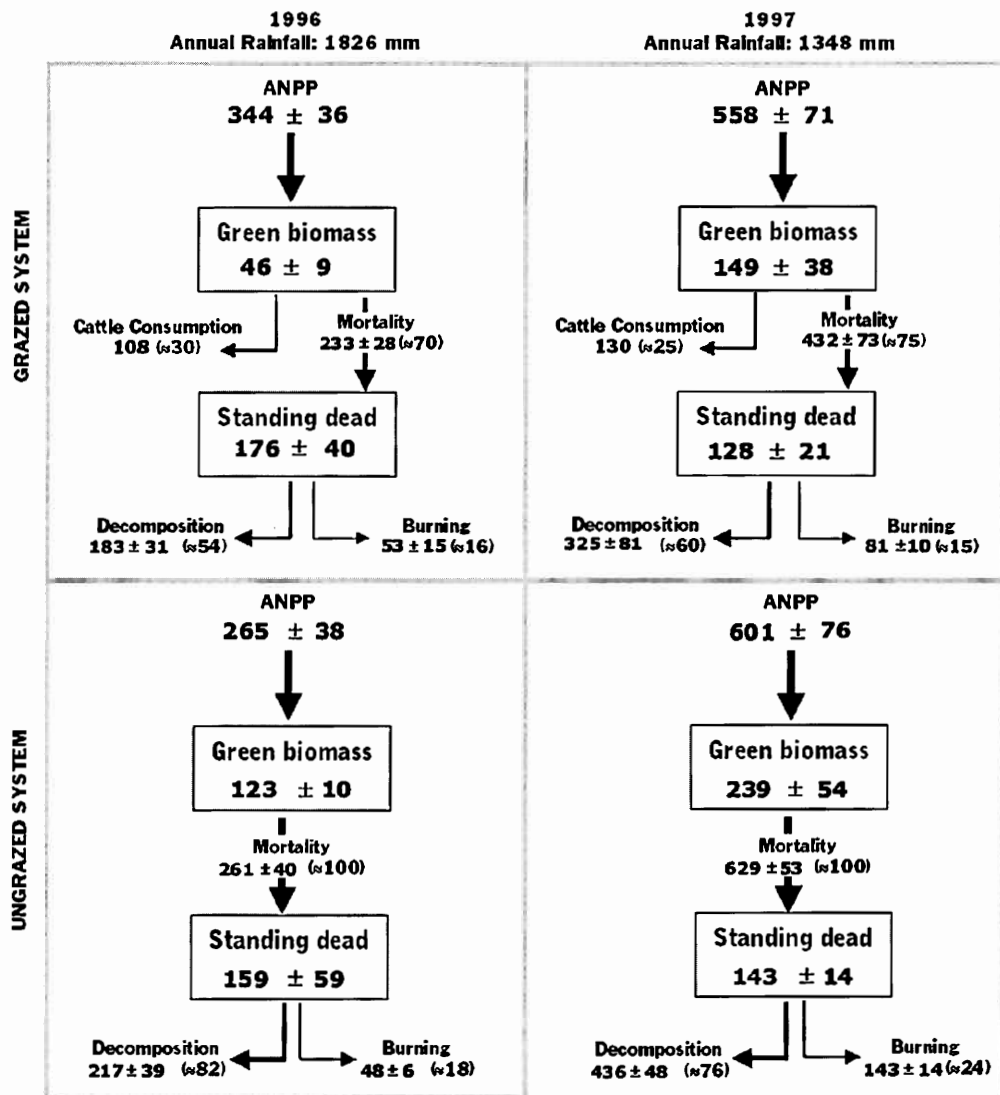 1996
Annual Rainfall: 1826 mm
1997
Annual Rainfall: 1348 mm
GRAZED SYSTEM
ANPP
344 ± 36
Green biomass
46 ± 9
Cattle Consumption
108 (≈30)
Mortality
233 ± 28 (≈70)
Standing dead
176 ± 40
Decomposition
183 ± 31 (≈54)
Burning
53 ± 15 (≈16)
ANPP
558 ± 71
Green biomass
149 ± 38
Cattle Consumption
130 (≈25)
Mortality
432 ± 73 (≈75)
Standing dead
128 ± 21
Decomposition
325 ± 81 (≈60)
Burning
81 ± 10 (≈15)
UNGRAZED SYSTEM
ANPP
265 ± 38
Green biomass
123 ± 10
Mortality
261 ± 40 (≈100)
Standing dead
159 ± 59
Decomposition
217 ± 39 (≈82)
Burning
48 ± 6 (≈18)
ANPP
601 ± 76
Green biomass
239 ± 54
Mortality
629 ± 53 (≈100)
Standing dead
143 ± 14
Decomposition
436 ± 48 (≈76)
Burning
143 ± 14 (≈24)